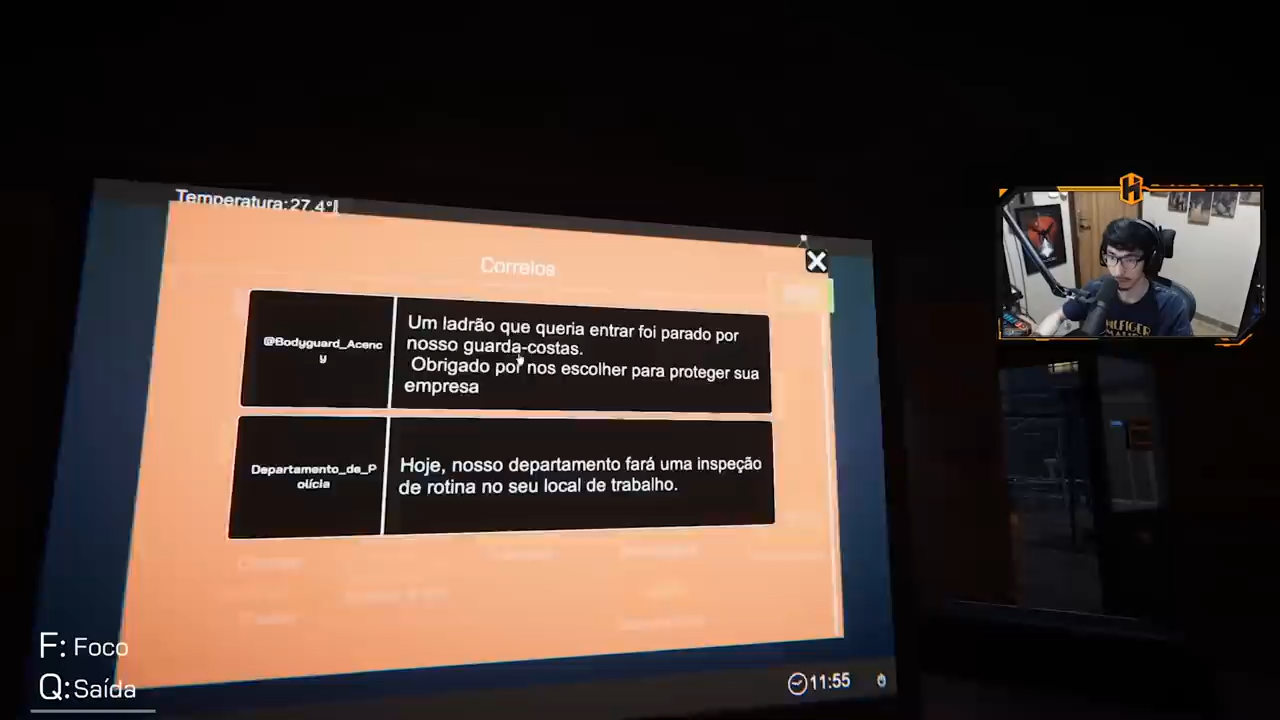 Temperatura:27.4°
Correios
@Bodyguard_Acenc
y
Um ladrão que queria entrar foi parado por
nosso guarda-costas.
Obrigado por nos escolher para proteger sua
empresa
Departamento_de_P
olícia
Hoje, nosso departamento fará uma inspeção
de rotina no seu local de trabalho.
F: Foco
Q:Saída
11:55